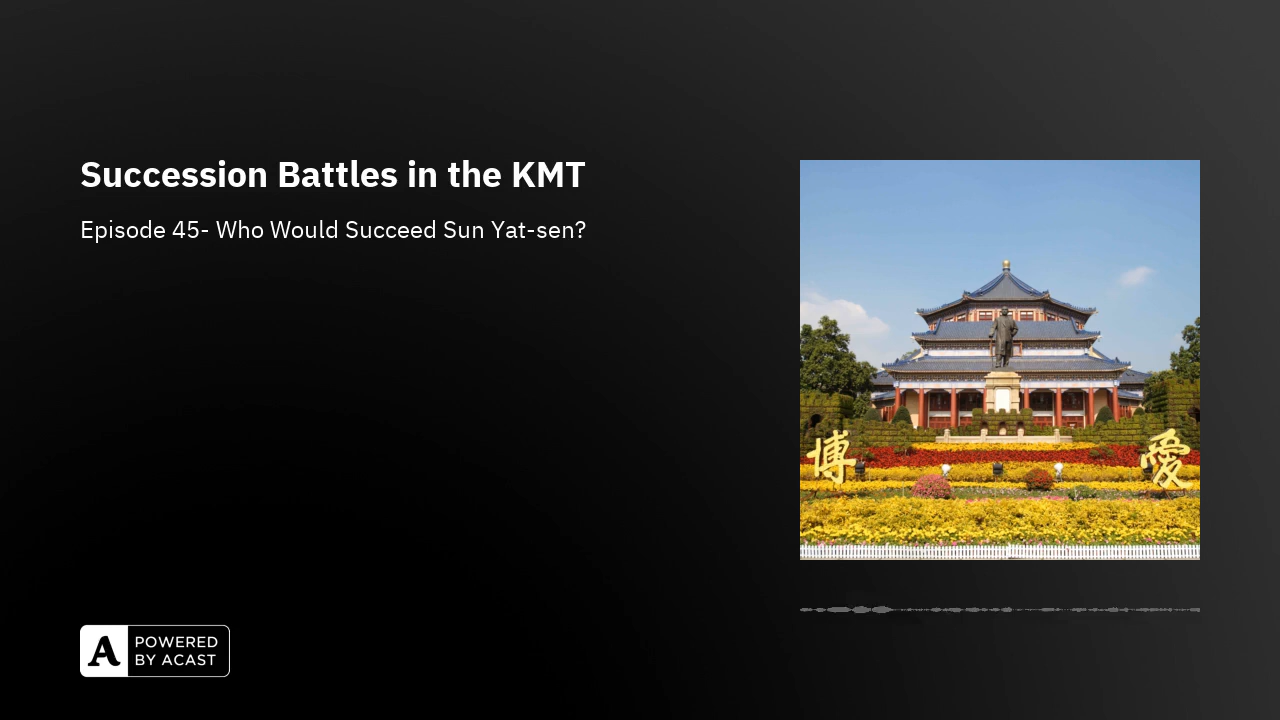 Succession Battles in the KMT
Episode 45- Who Would Succeed Sun Yat-sen?
博 愛
A POWERED
BY ACAST